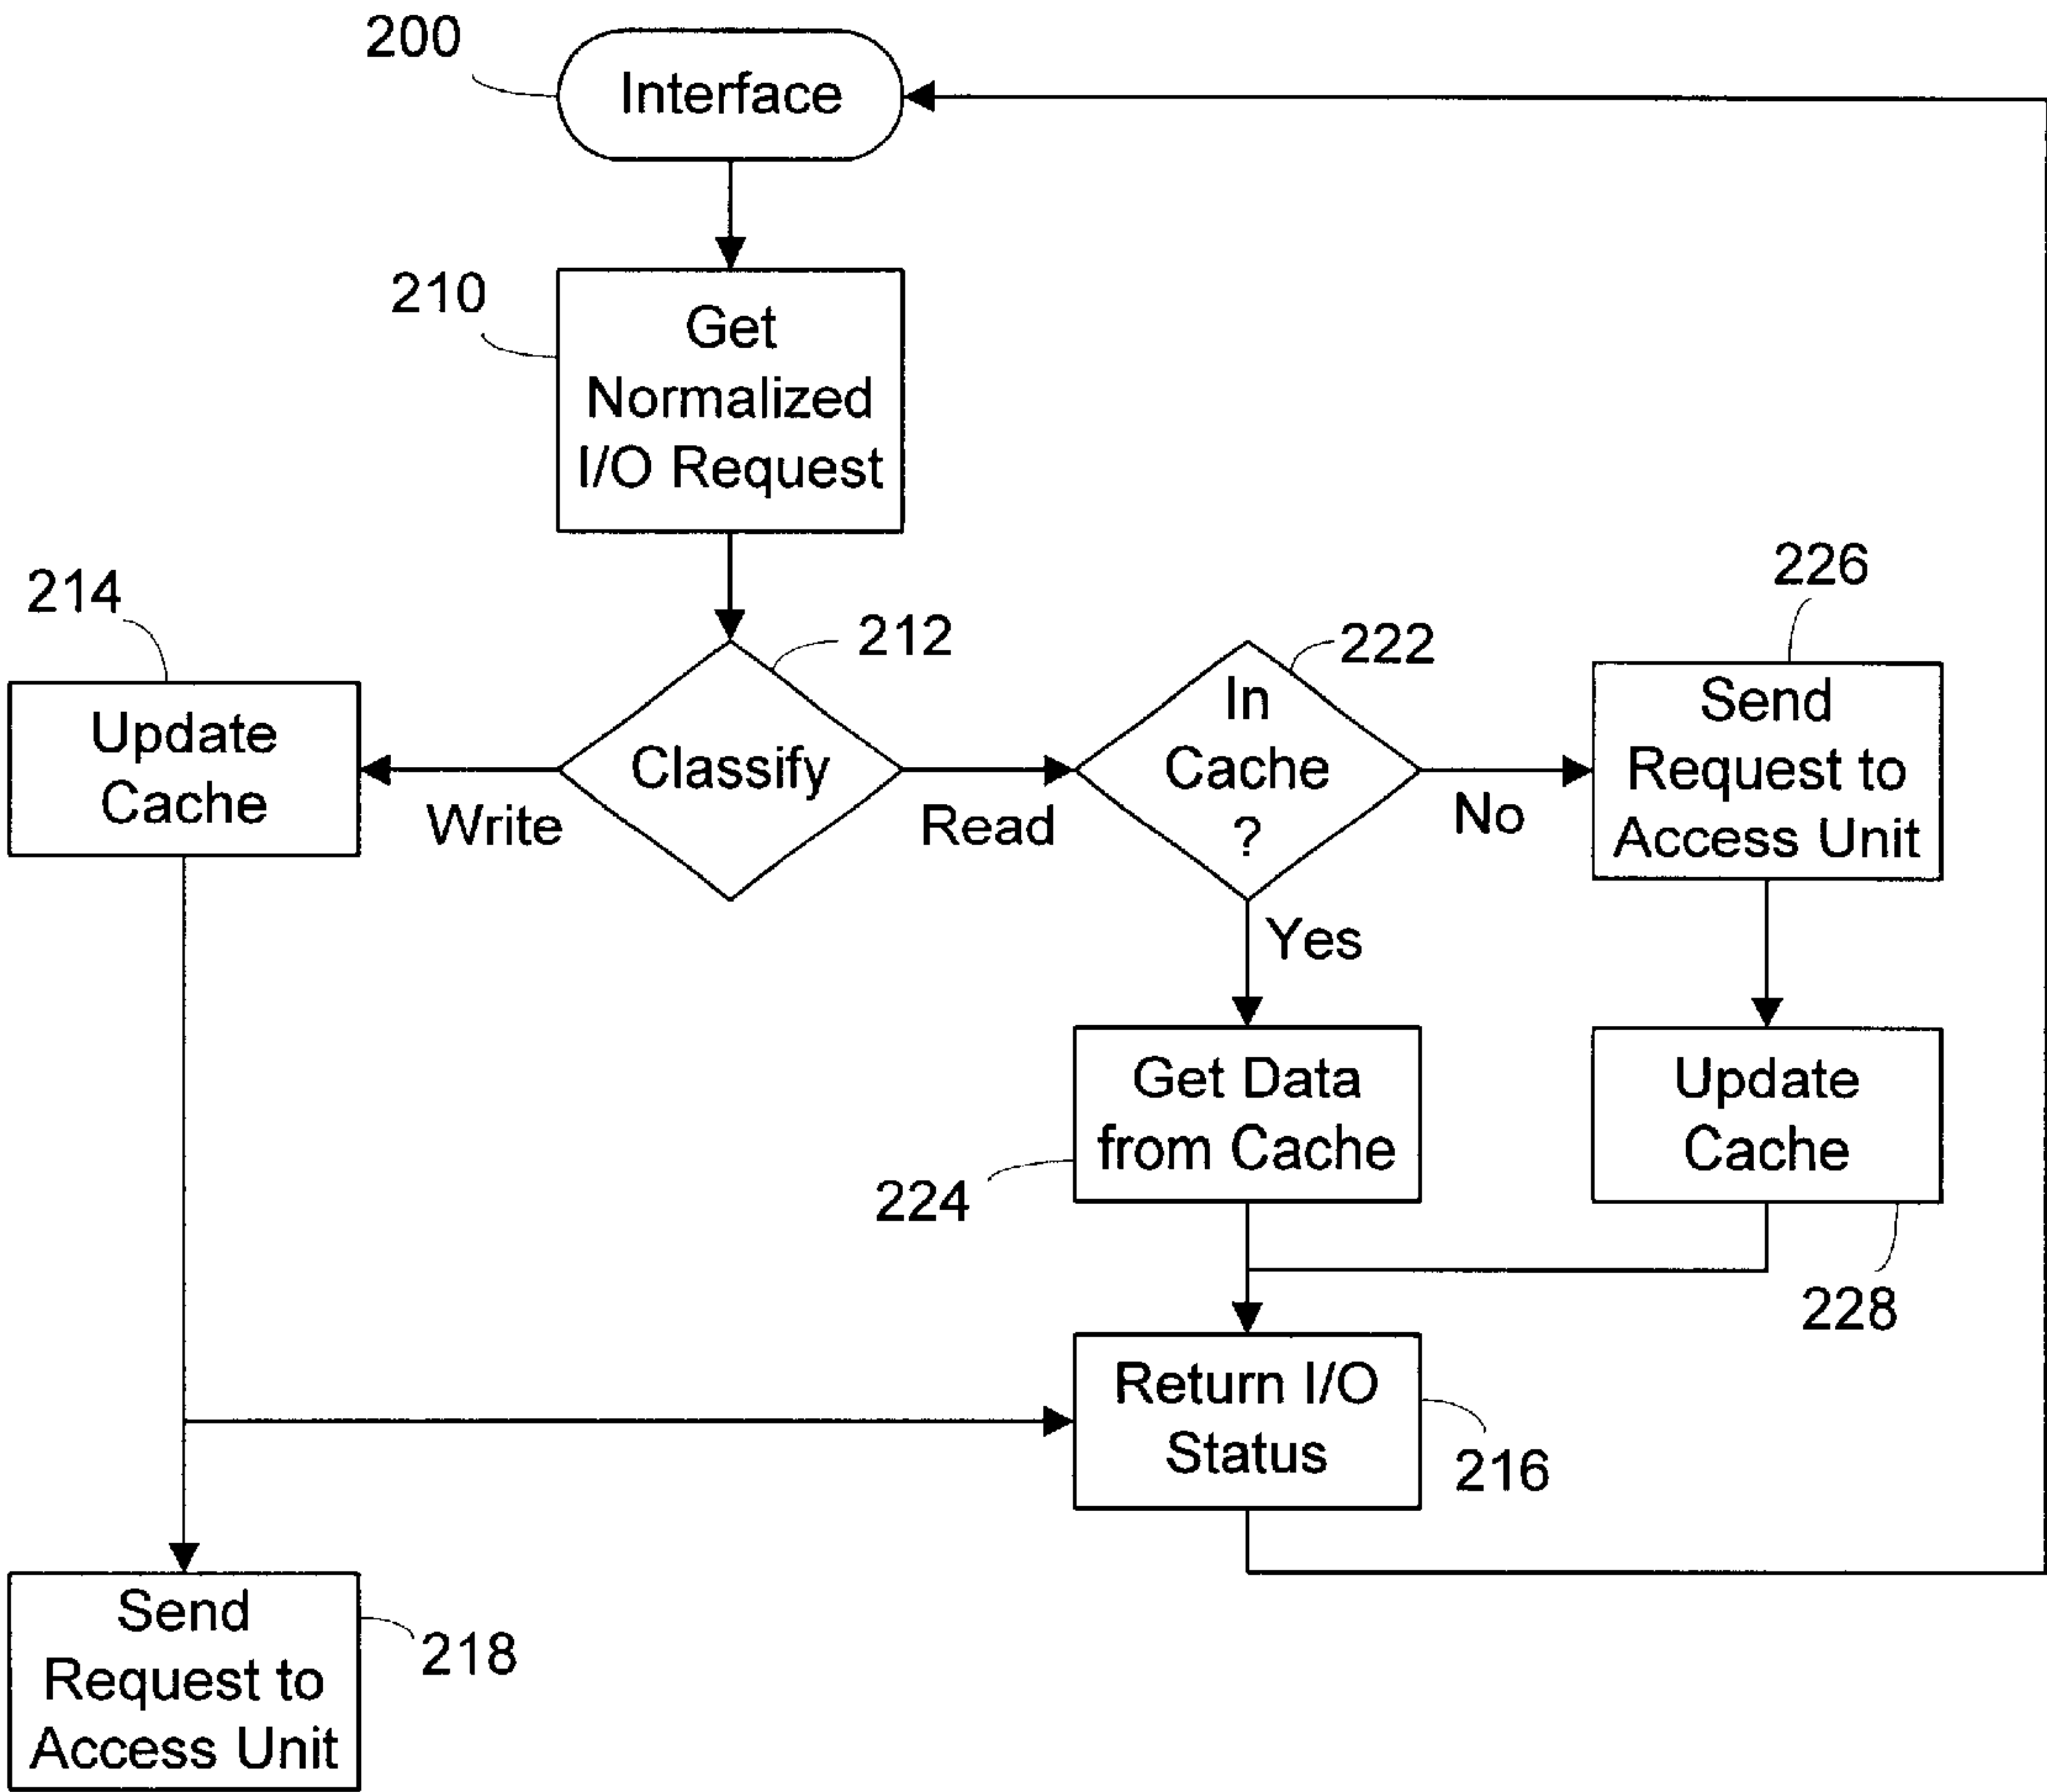 200
Interface
210
Get
Normalized
I/O Request
214
212
222
226
Update
Cache
Write
Classify
Read
In
Cache
?
No
Yes
Send
Request to
Access Unit
Get Data
from Cache
224
Update
Cache
228
Return I/O
Status
216
Send
Request to
Access Unit
218